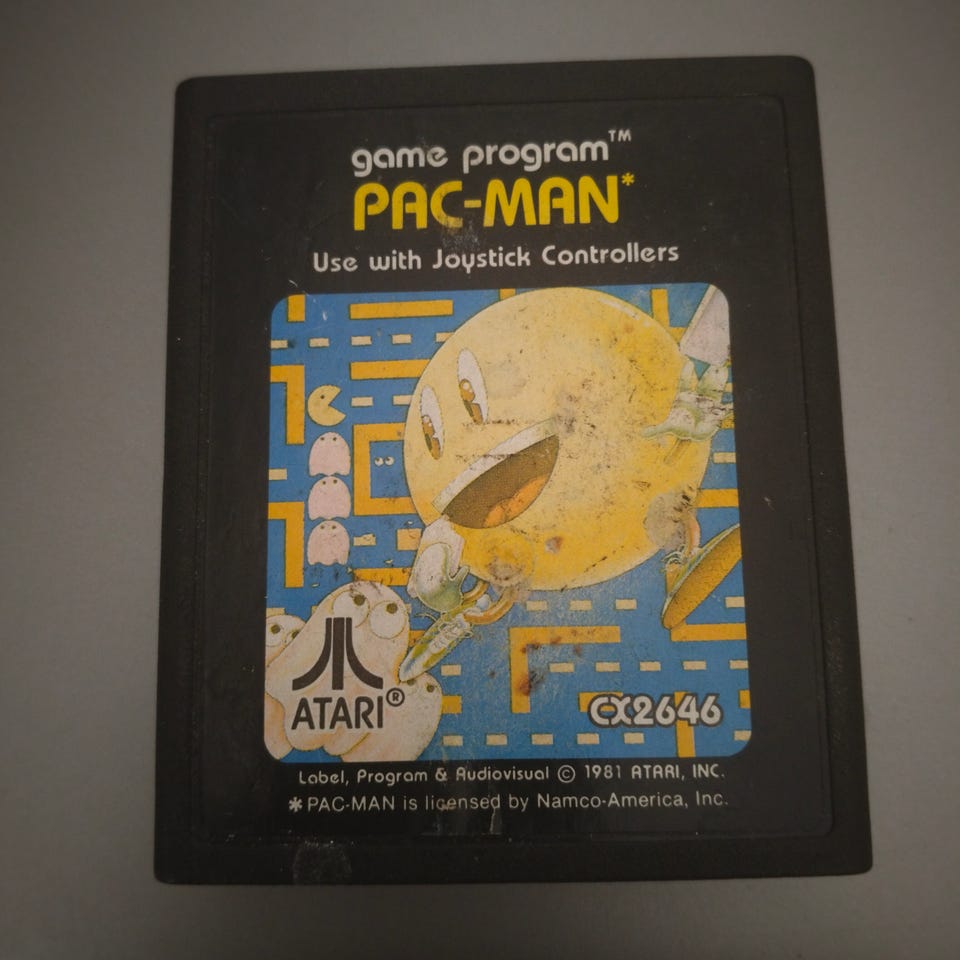 game program™
PAC-MAN*
Use with Joystick Controllers
ATARI®
CX2646
Label, Program & Audiovisual © 1981 ATARI, INC.
*PAC-MAN is licensed by Namco-America, Inc.